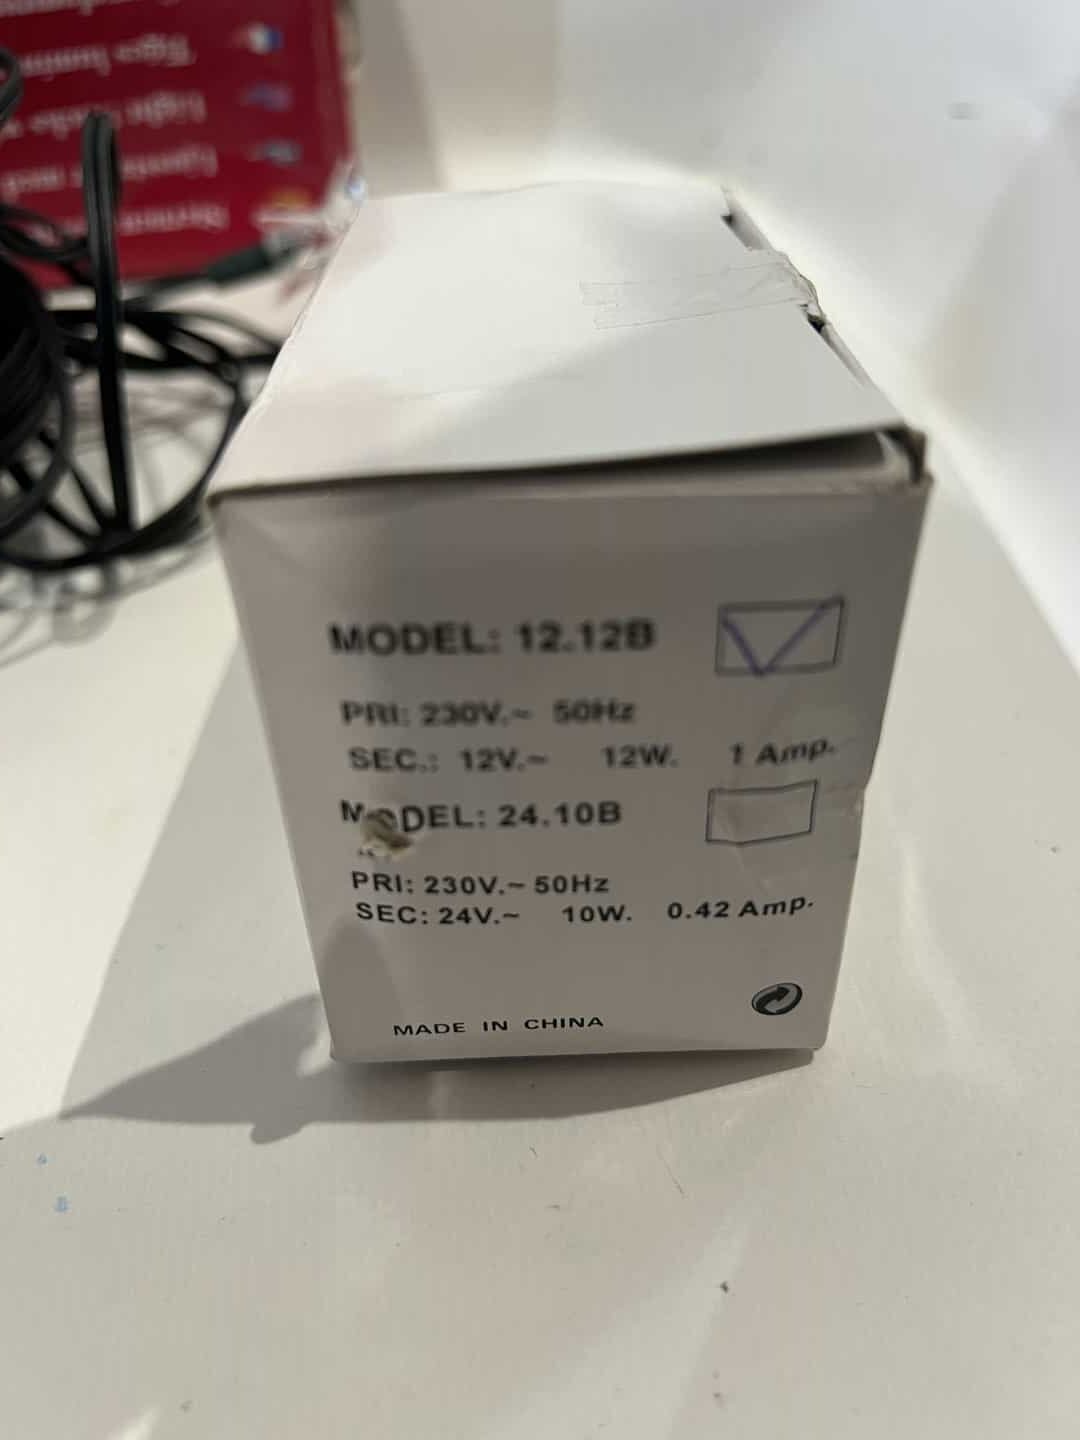 MODEL: 12.12B
PRI: 230V.~ 50Hz
SEC.: 12V.~ 12W. 1 Amp.
MODEL: 24.10B
PRI: 230V.~ 50Hz
SEC: 24V.~ 10W. 0.42 Amp.
MADE IN CHINA